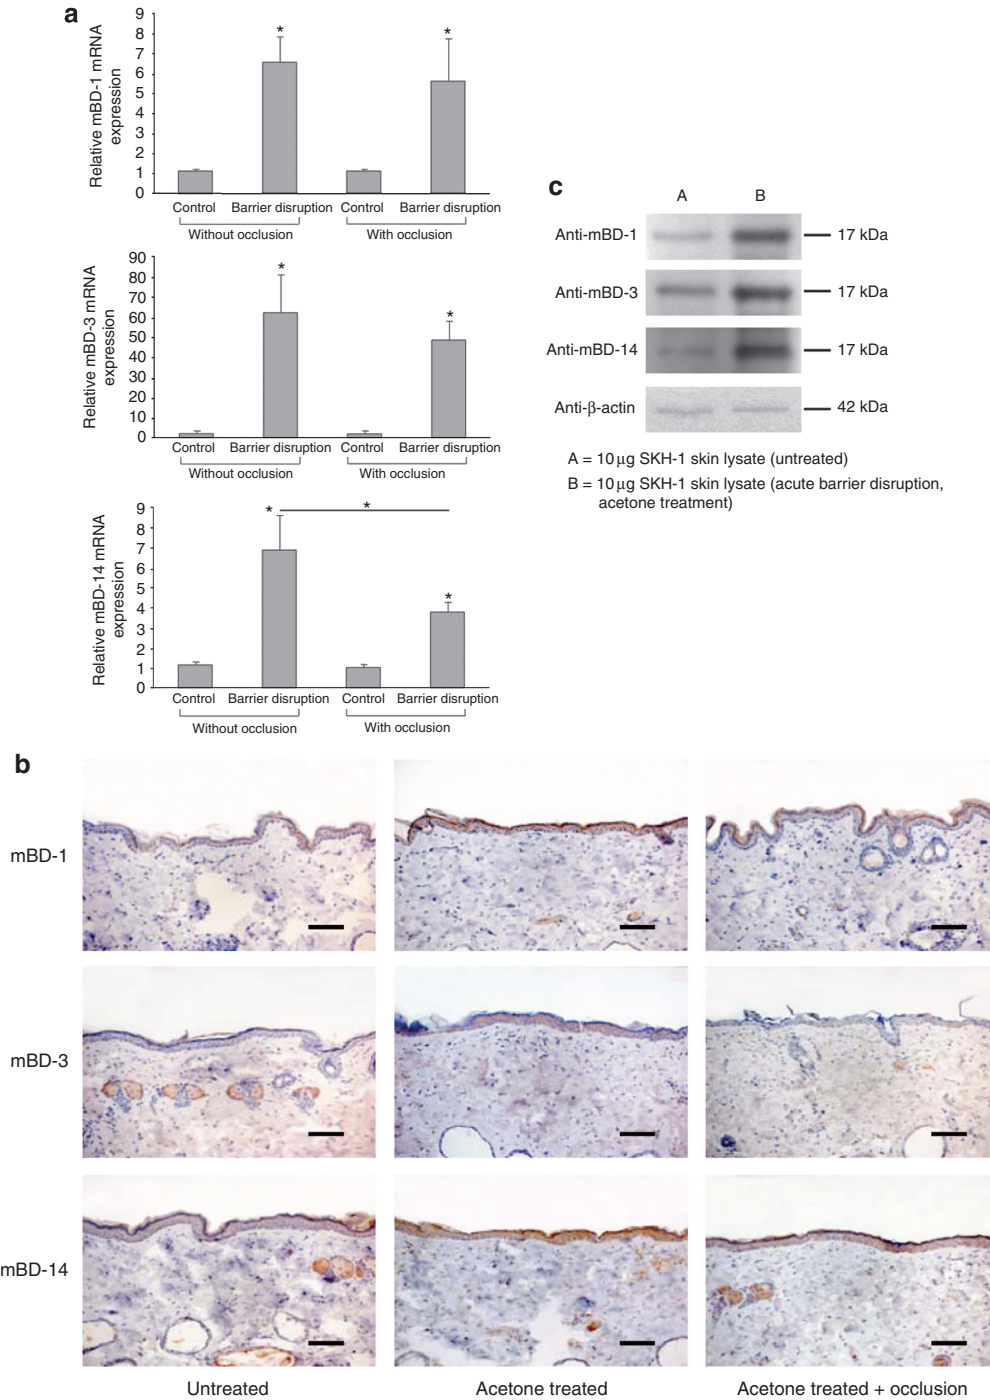 a
Relative mBD-1 mRNA
expression
9
8
7
6
5
4
3
2
1
0
*
*
Control Barrier disruption Control Barrier disruption
Without occlusion With occlusion
Relative mBD-3 mRNA
expression
90
80
70
60
50
40
30
20
10
0
*
*
Control Barrier disruption Control Barrier disruption
Without occlusion With occlusion
Relative mBD-14 mRNA
expression
9
8
7
6
5
4
3
2
1
0
*
*
*
Control Barrier disruption Control Barrier disruption
Without occlusion With occlusion
c
A B
Anti-mBD-1 17 kDa
Anti-mBD-3 17 kDa
Anti-mBD-14 17 kDa
Anti-β-actin 42 kDa
A = 10 µg SKH-1 skin lysate (untreated)
B = 10 µg SKH-1 skin lysate (acute barrier disruption,
acetone treatment)
b
mBD-1
mBD-3
mBD-14
Untreated Acetone treated Acetone treated + occlusion